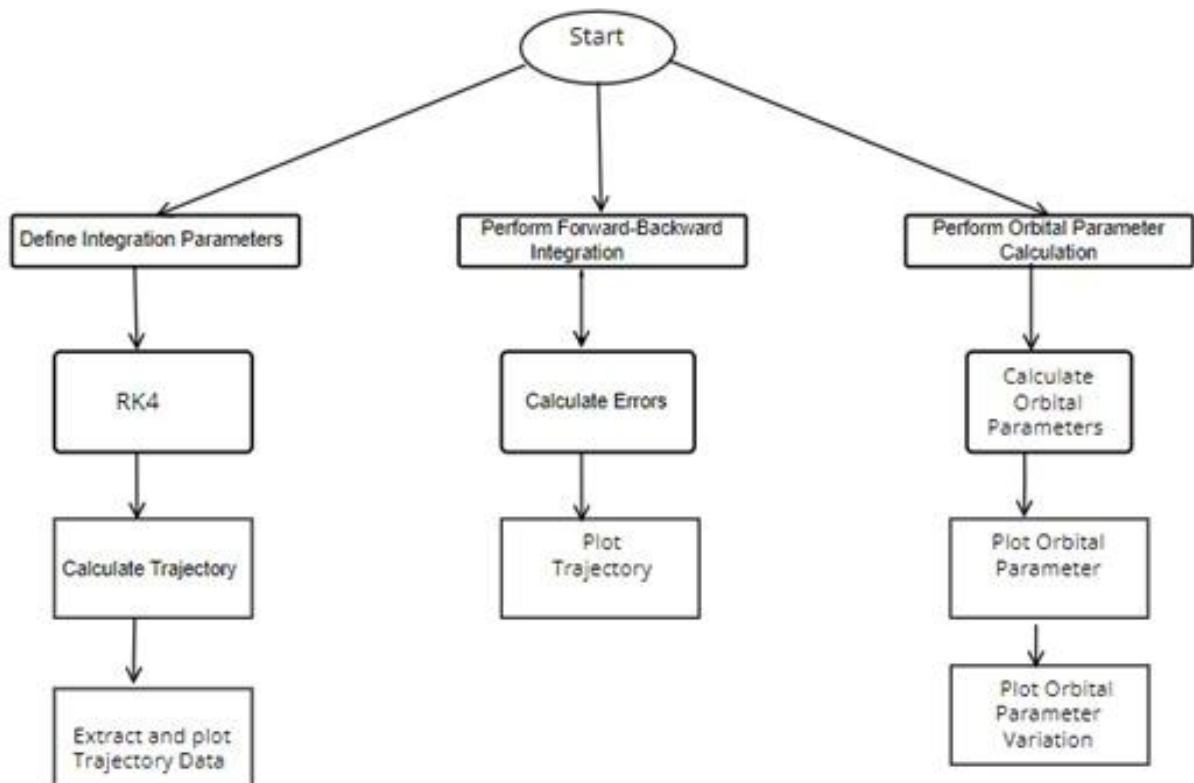 Start
Define Integration Parameters
Perform Forward-Backward
Integration
Perform Orbital Parameter
Calculation
RK4
Calculate Errors
Calculate
Orbital
Parameters
Calculate Trajectory
Plot
Trajectory
Plot Orbital
Parameter
Extract and plot
Trajectory Data
Plot Orbital
Parameter
Variation